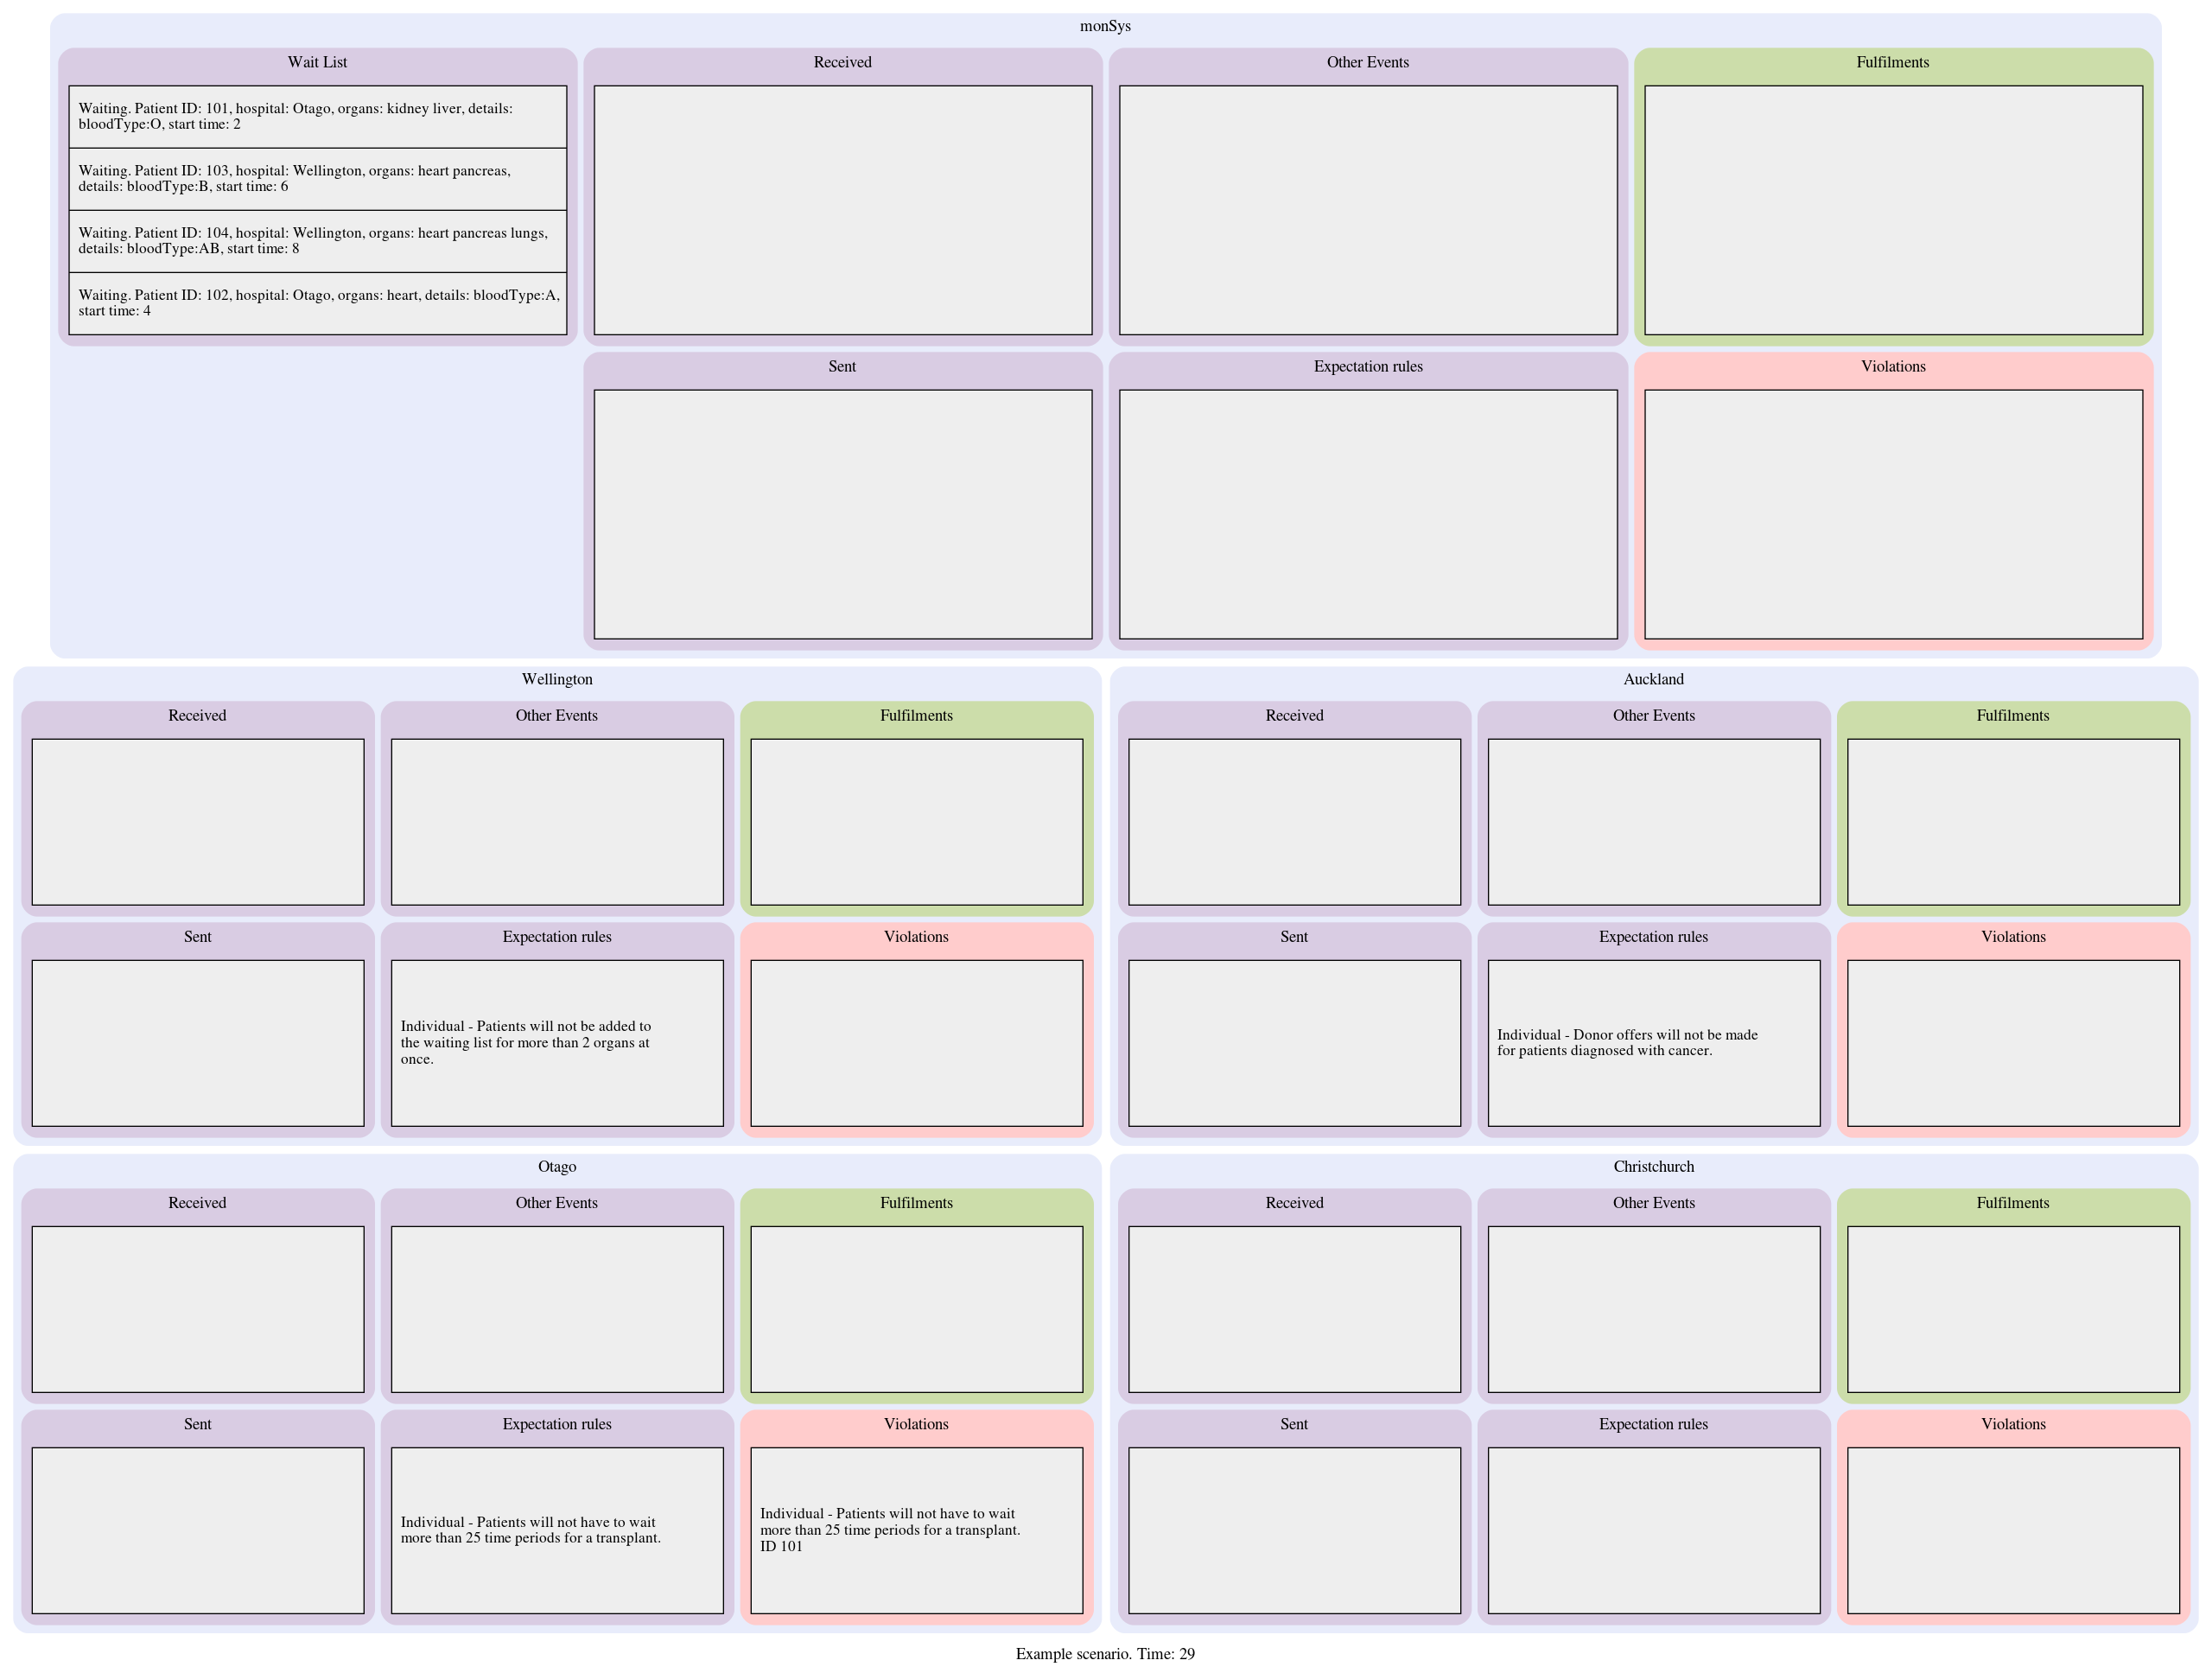 monSys
Wait List
Waiting. Patient ID: 101, hospital: Otago, organs: kidney liver, details:
bloodType:O, start time: 2
Waiting. Patient ID: 103, hospital: Wellington, organs: heart pancreas,
details: bloodType:B, start time: 6
Waiting. Patient ID: 104, hospital: Wellington, organs: heart pancreas lungs,
details: bloodType:AB, start time: 8
Waiting. Patient ID: 102, hospital: Otago, organs: heart, details: bloodType:A,
start time: 4
Received
Other Events
Fulfilments
Sent
Expectation rules
Violations
Wellington
Received
Other Events
Fulfilments
Sent
Expectation rules
Individual - Patients will not be added to
the waiting list for more than 2 organs at
once.
Violations
Auckland
Received
Other Events
Fulfilments
Sent
Expectation rules
Individual - Donor offers will not be made
for patients diagnosed with cancer.
Violations
Otago
Received
Other Events
Fulfilments
Sent
Expectation rules
Individual - Patients will not have to wait
more than 25 time periods for a transplant.
Violations
Individual - Patients will not have to wait
more than 25 time periods for a transplant.
ID 101
Christchurch
Received
Other Events
Fulfilments
Sent
Expectation rules
Violations
Example scenario. Time: 29